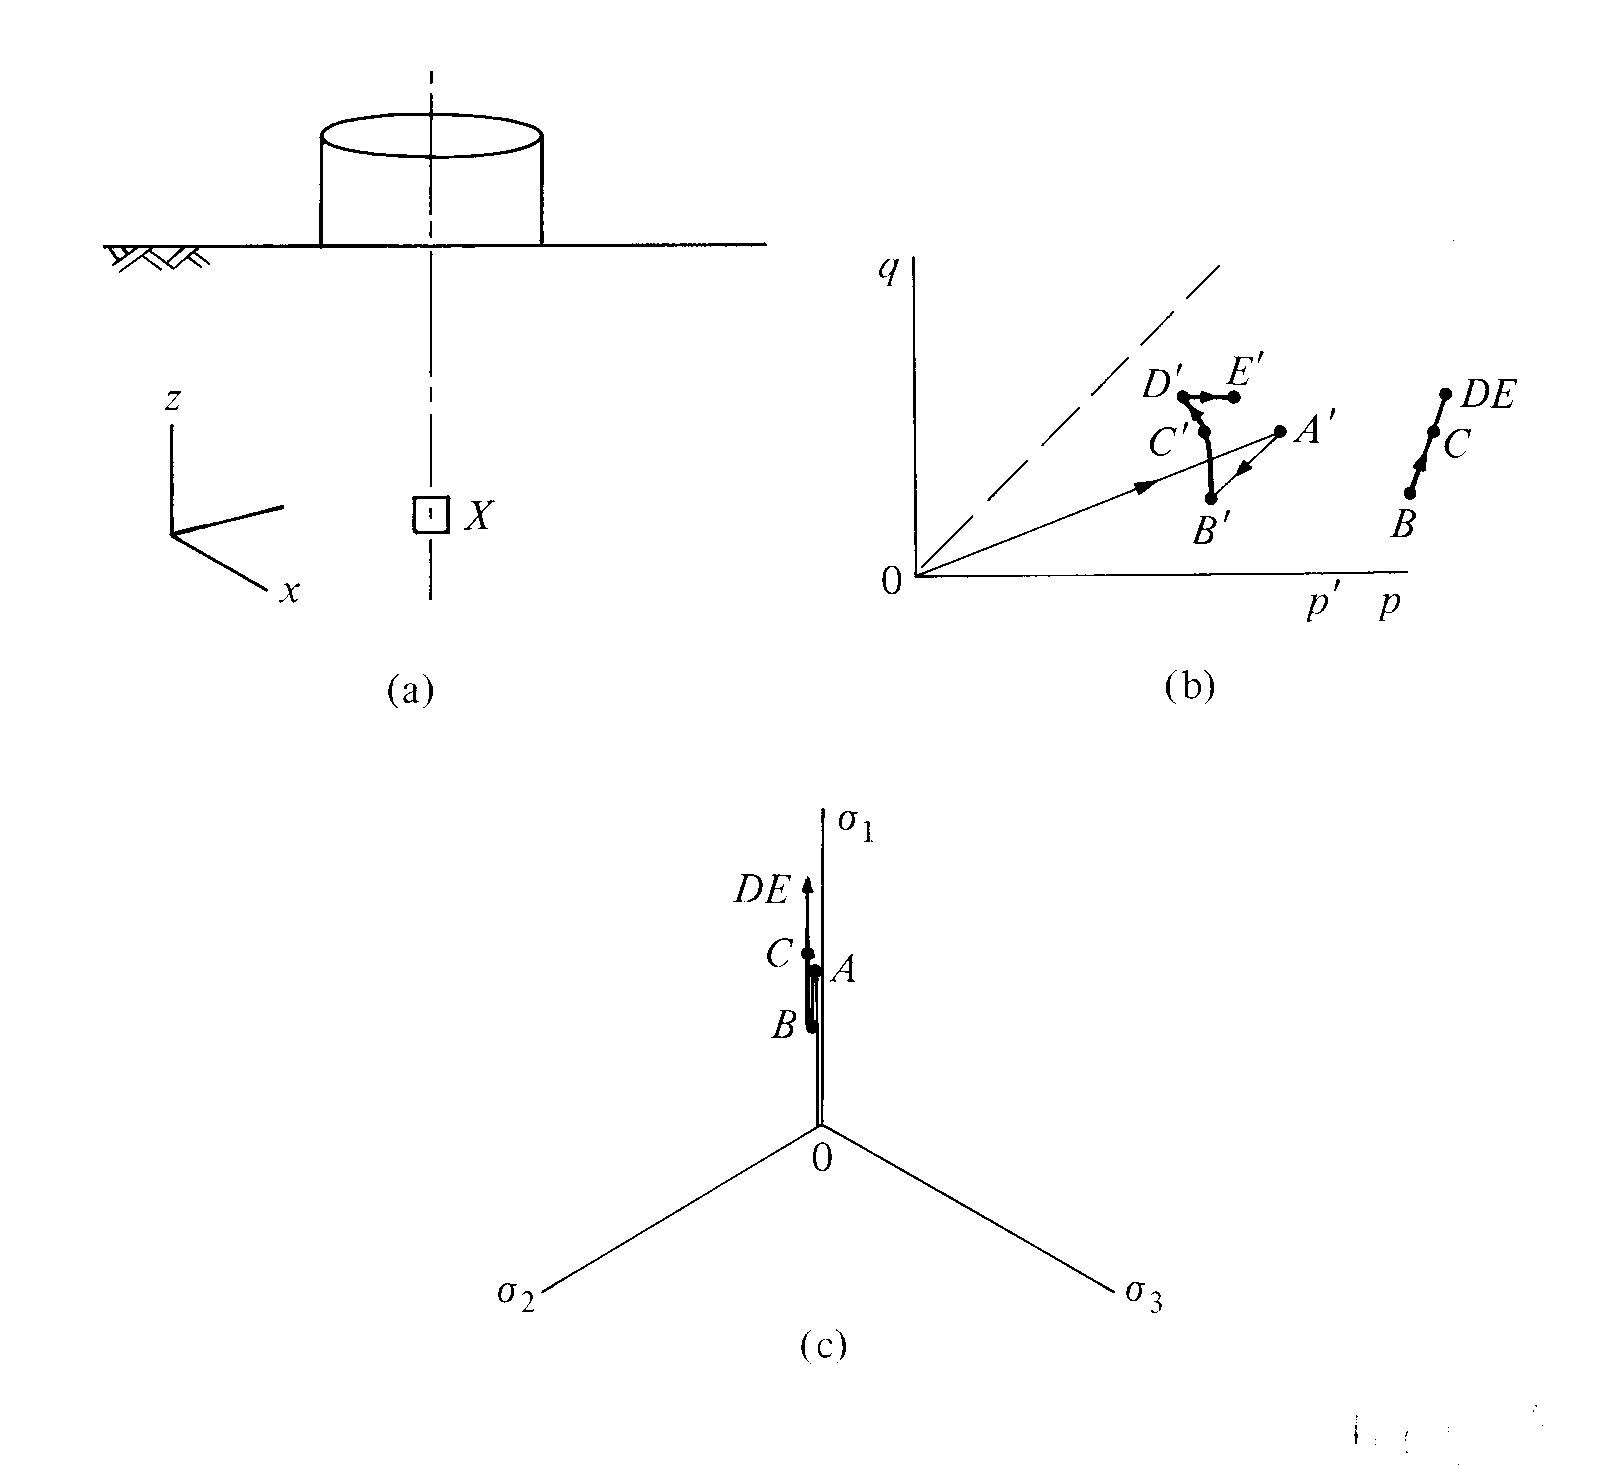 z
x
X
(a)
q
D′
E′
C′
A′
B′
DE
C
B
0
p′
p
(b)
σ1
DE
C
A
B
0
σ2
σ3
(c)